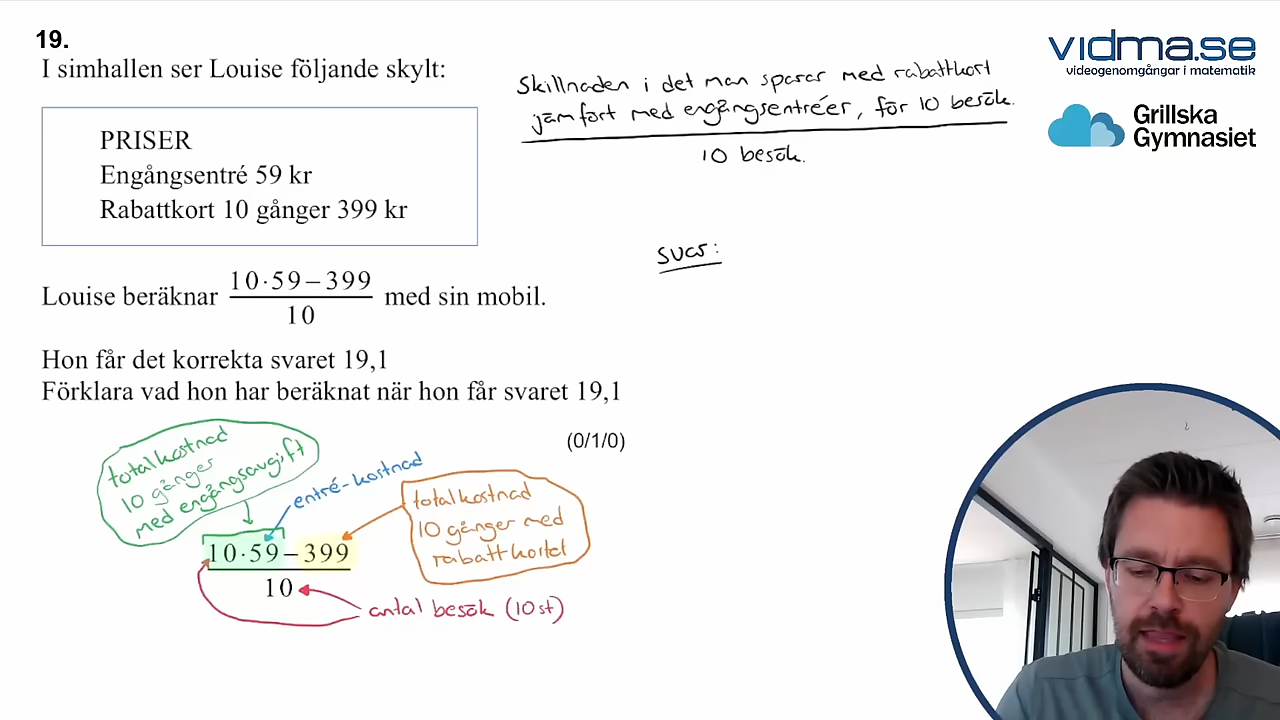 19.
I simhallen ser Louise följande skylt:
PRISER
Engångsentré 59 kr
Rabattkort 10 gånger 399 kr
Louise beräknar (10·59–399)/10 med sin mobil.
Hon får det korrekta svaret 19,1
Förklara vad hon har beräknat när hon får svaret 19,1
(0/1/0)
totalkostnad
10 gånger
med engångsavgift
entré-kostnad
totalkostnad
10 gånger med
rabattkortet
10·59–399
10
antal besök (10 st)
Skillnaden i det man sparar med rabattkort
jämfört med engångsentréer, för 10 besök.
10 besök.
svar:
vidma.se
videogenomgångar i matematik
Grillska
Gymnasiet